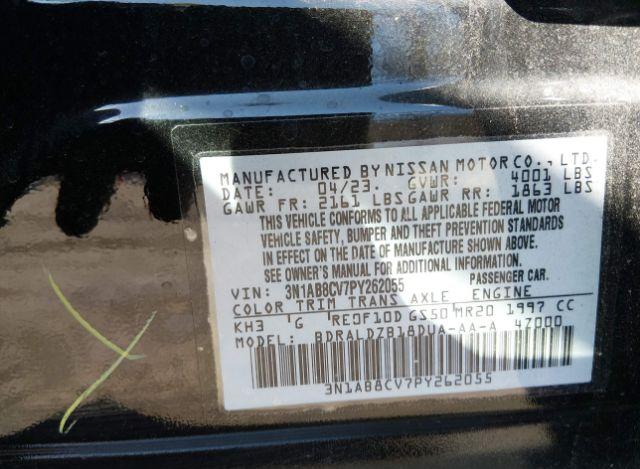 MANUFACTURED BY NISSAN MOTOR CO., LTD.
DATE: 04/23. GVWR: 4001 LBS
GAWR FR: 2161 LBS GAWR RR: 1863 LBS
THIS VEHICLE CONFORMS TO ALL APPLICABLE FEDERAL MOTOR
VEHICLE SAFETY, BUMPER AND THEFT PREVENTION STANDARDS
IN EFFECT ON THE DATE OF MANUFACTURE SHOWN ABOVE.
SEE OWNER'S MANUAL FOR ADDITIONAL INFORMATION.
VIN: 3N1AB8CV7PY262055 PASSENGER CAR.
COLOR TRIM TRANS AXLE ENGINE
KH3 G RE0F10D GS50 MR20 1997 CC
MODEL: BDRALDZB18DUA-AA-A 47000
3N1AB8CV7PY262055